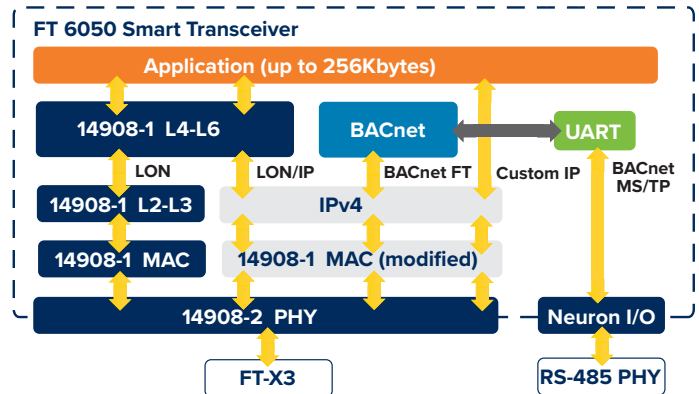 FT 6050 Smart Transceiver
Application (up to 256Kbytes)
14908-1 L4-L6
BACnet
UART
LON
LON/IP
BACnet FT
Custom IP
BACnet
MS/TP
14908-1 L2-L3
IPv4
14908-1 MAC
14908-1 MAC (modified)
14908-2 PHY
Neuron I/O
FT-X3
RS-485 PHY